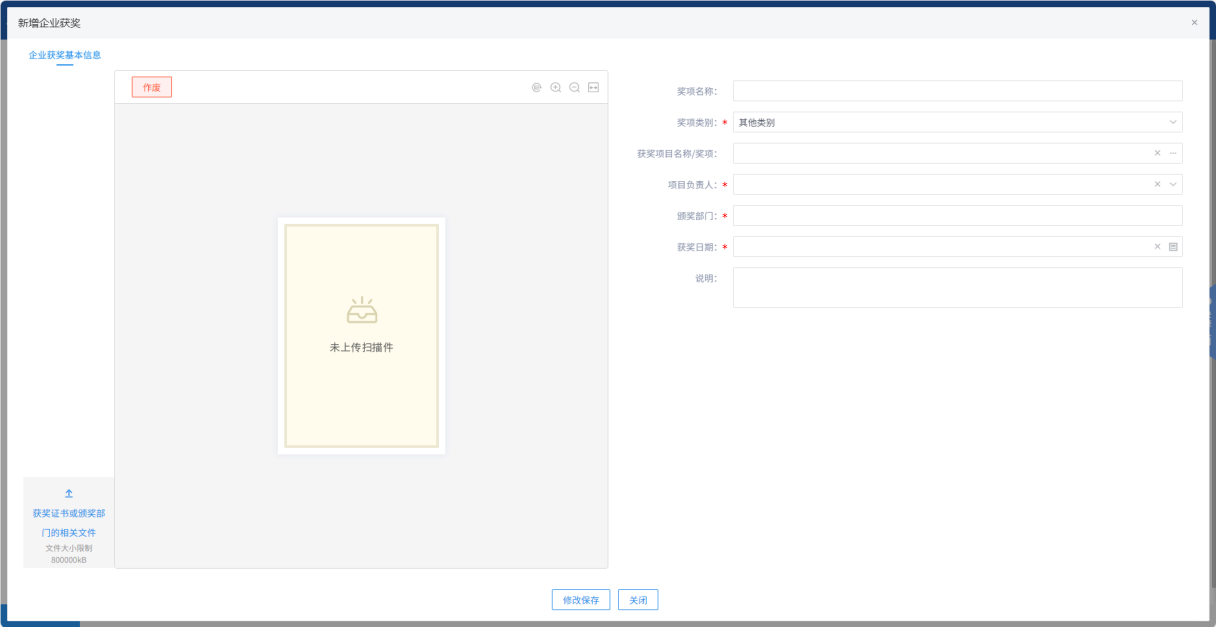 新增企业获奖
企业获奖基本信息
作废
未上传扫描件
获奖证书或颁奖部
门的相关文件
文件大小限制
800000kB
奖项名称：
奖项类别：* 其他类别
获奖项目名称/奖项：
项目负责人：*
颁奖部门：*
获奖日期：*
说明：
修改保存 关闭